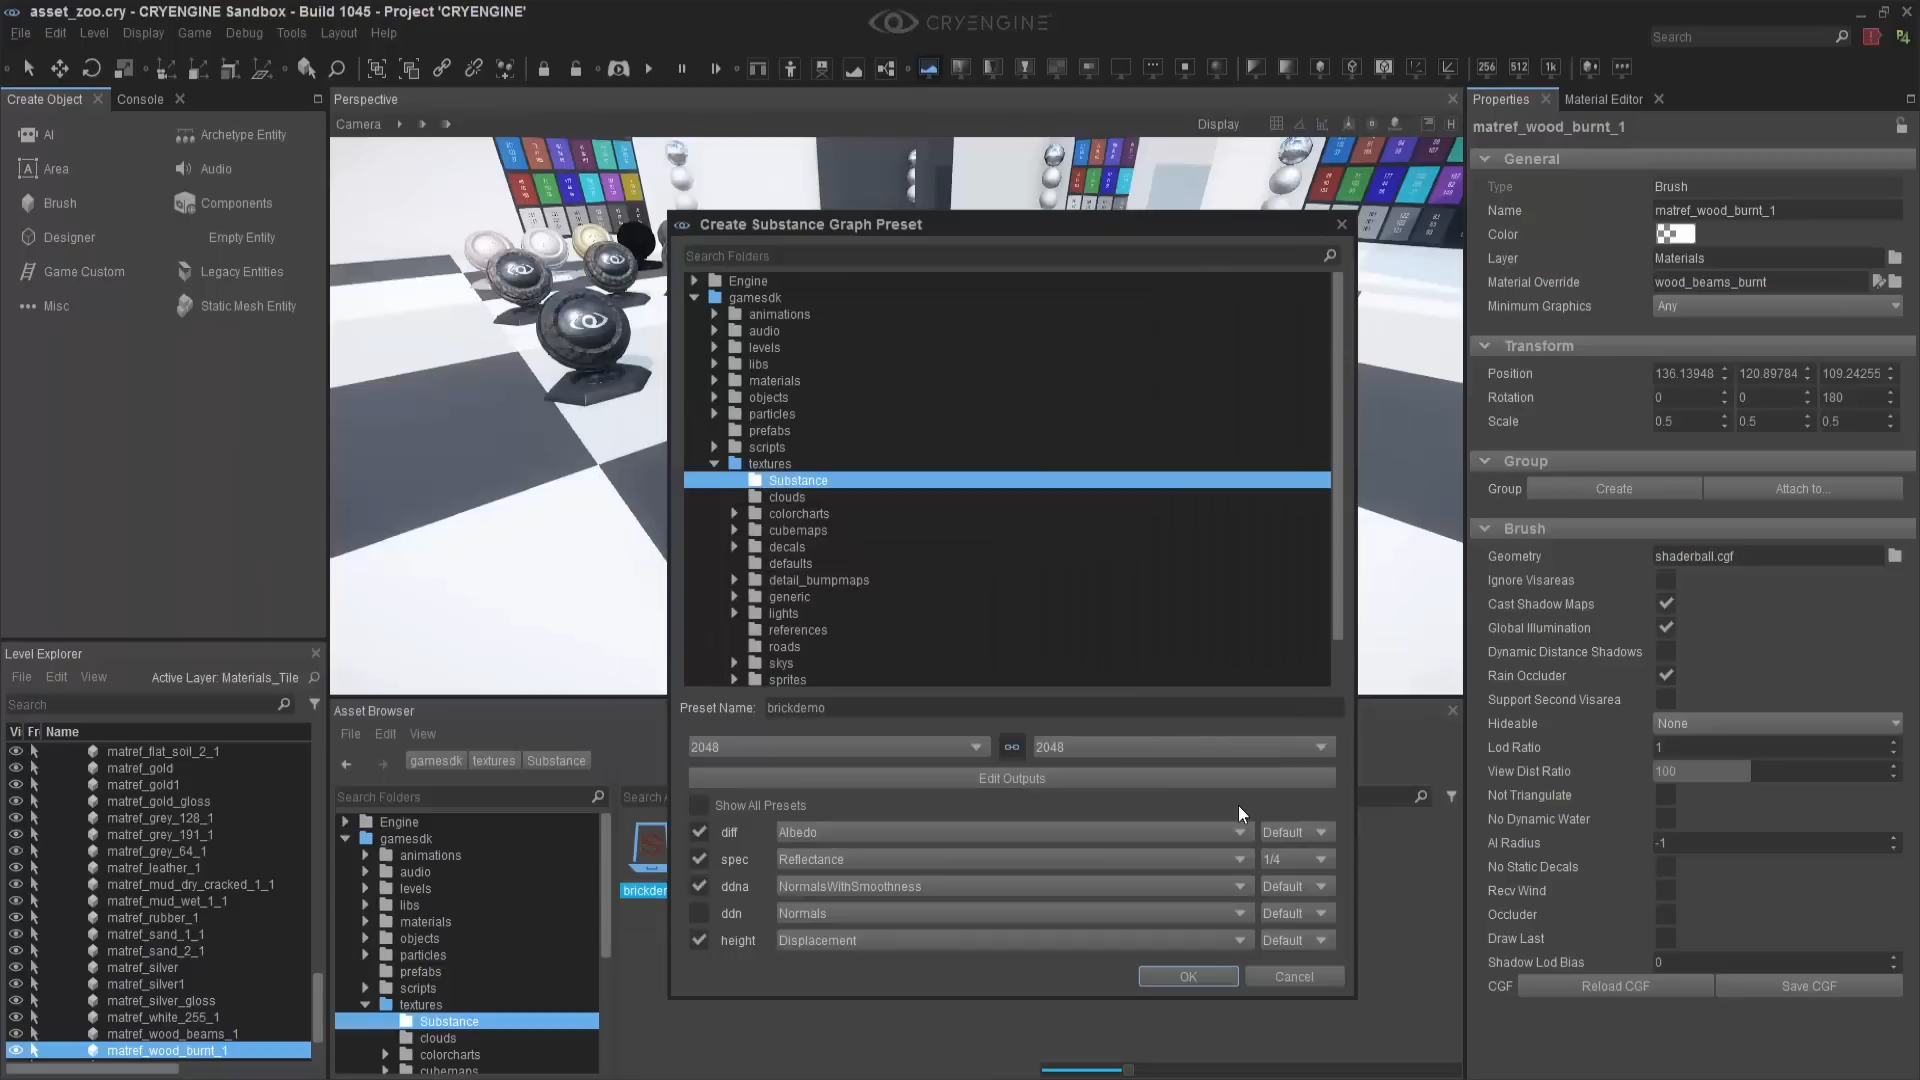 asset_zoo.cry - CRYENGINE Sandbox - Build 1045 - Project 'CRYENGINE'
CRYENGINE
File Edit Level Display Game Debug Tools Layout Help
Search
256 512 1k
Create Object
Console
AI
Archetype Entity
Area
Audio
Brush
Components
Designer
Empty Entity
Game Custom
Legacy Entities
Misc
Static Mesh Entity
Perspective
Camera
Display
Create Substance Graph Preset
Search Folders
Engine
gamesdk
animations
audio
levels
libs
materials
objects
particles
prefabs
scripts
textures
Substance
clouds
colorcharts
cubemaps
decals
defaults
detail_bumpmaps
generic
lights
references
roads
skys
sprites
Preset Name: brickdemo
2048 2048
Edit Outputs
Show All Presets
diff Albedo Default
spec Reflectance 1/4
ddna NormalsWithSmoothness Default
ddn Normals Default
height Displacement Default
OK Cancel
Level Explorer
File Edit View Active Layer: Materials_Tile
Search
Vi Fr Name
matref_flat_soil_2_1
matref_gold
matref_gold1
matref_gold_gloss
matref_grey_128_1
matref_grey_191_1
matref_grey_64_1
matref_leather_1
matref_mud_dry_cracked_1_1
matref_mud_wet_1_1
matref_rubber_1
matref_sand_1_1
matref_sand_2_1
matref_silver
matref_silver1
matref_silver_gloss
matref_white_255_1
matref_wood_beams_1
matref_wood_burnt_1
Asset Browser
File Edit View
gamesdk textures Substance
Search Folders
Search
Engine
gamesdk
animations
audio
levels
libs
materials
objects
particles
prefabs
scripts
textures
Substance
clouds
colorcharts
cubemaps
brickdem
Properties
Material Editor
matref_wood_burnt_1
General
Type Brush
Name matref_wood_burnt_1
Color
Layer Materials
Material Override wood_beams_burnt
Minimum Graphics Any
Transform
Position 136.13948 120.89784 109.24255
Rotation 0 0 180
Scale 0.5 0.5 0.5
Group
Group Create Attach to...
Brush
Geometry shaderball.cgf
Ignore Visareas
Cast Shadow Maps
Global Illumination
Dynamic Distance Shadows
Rain Occluder
Support Second Visarea
Hideable None
Lod Ratio 1
View Dist Ratio 100
Not Triangulate
No Dynamic Water
AI Radius -1
No Static Decals
Recv Wind
Occluder
Draw Last
Shadow Lod Bias 0
CGF Reload CGF Save CGF